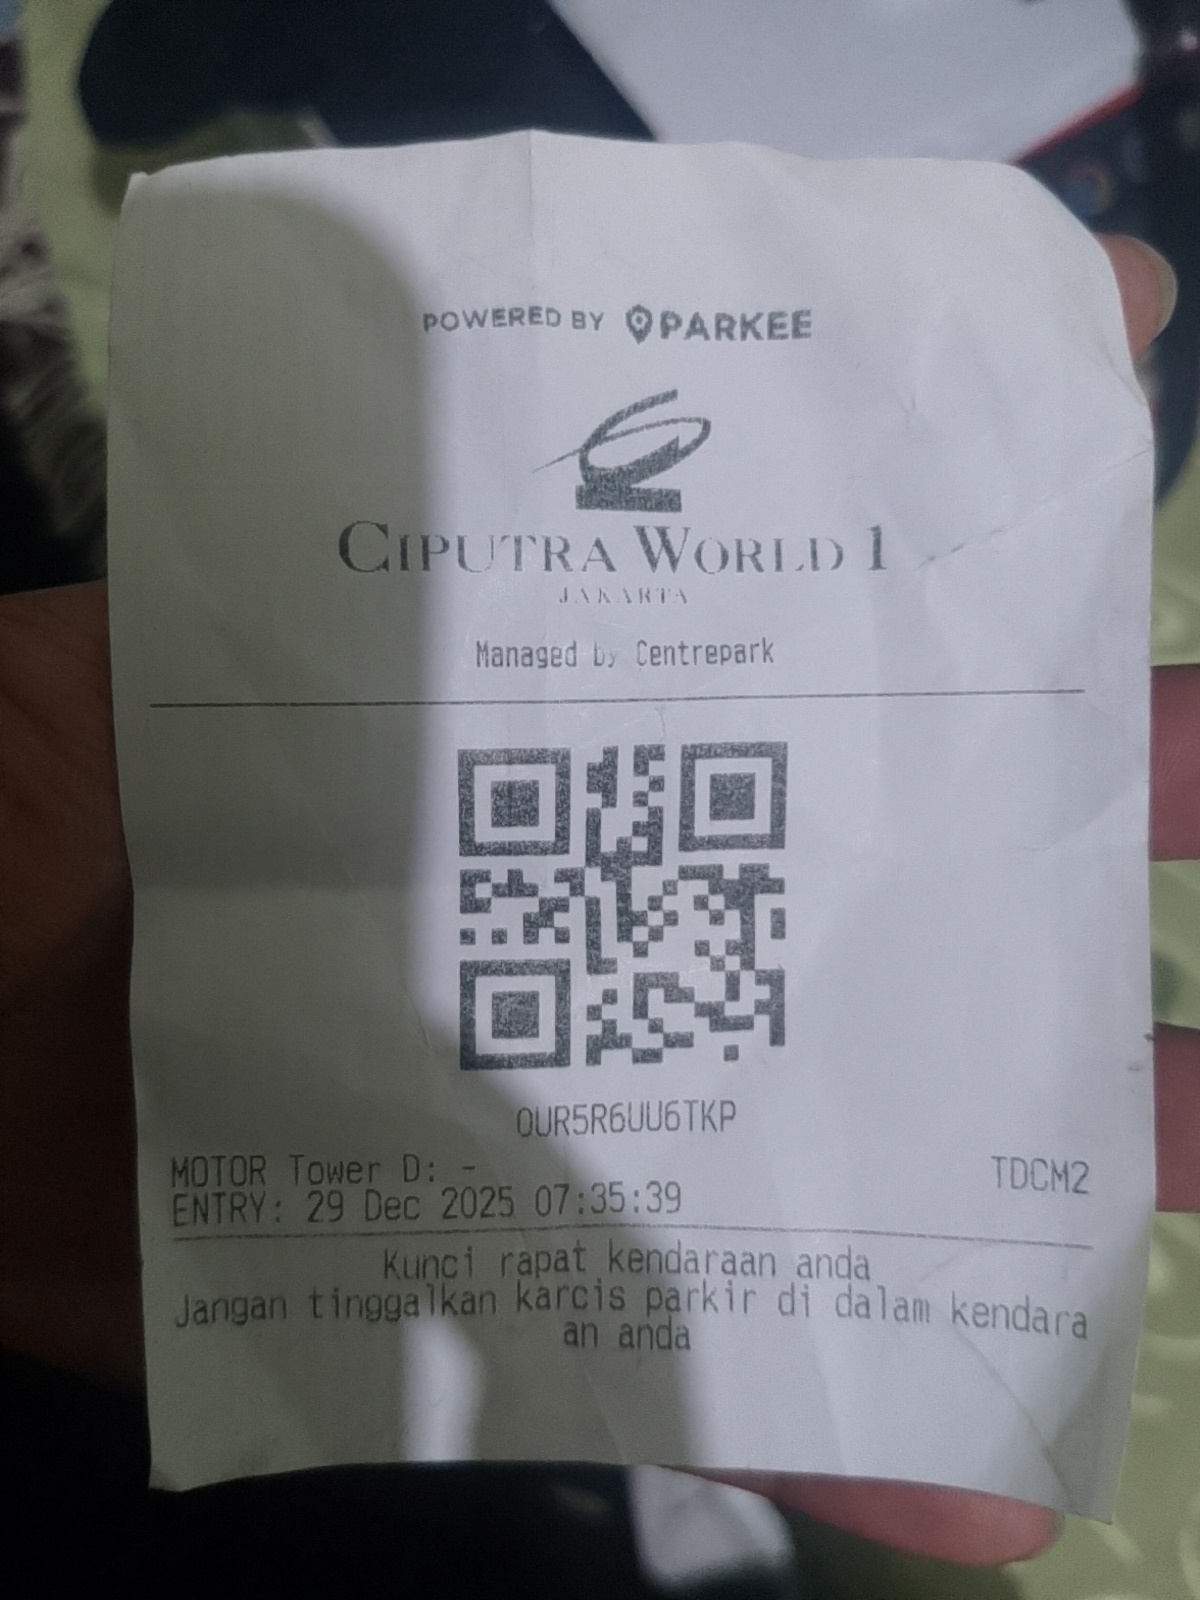 POWERED BY PARKEE
CIPUTRA WORLD 1
JAKARTA
Managed by Centrepark
OUR5R6UU6TKP
MOTOR Tower D: -
TDCM2
ENTRY: 29 Dec 2025 07:35:39
Kunci rapat kendaraan anda
Jangan tinggalkan karcis parkir di dalam kendara
an anda